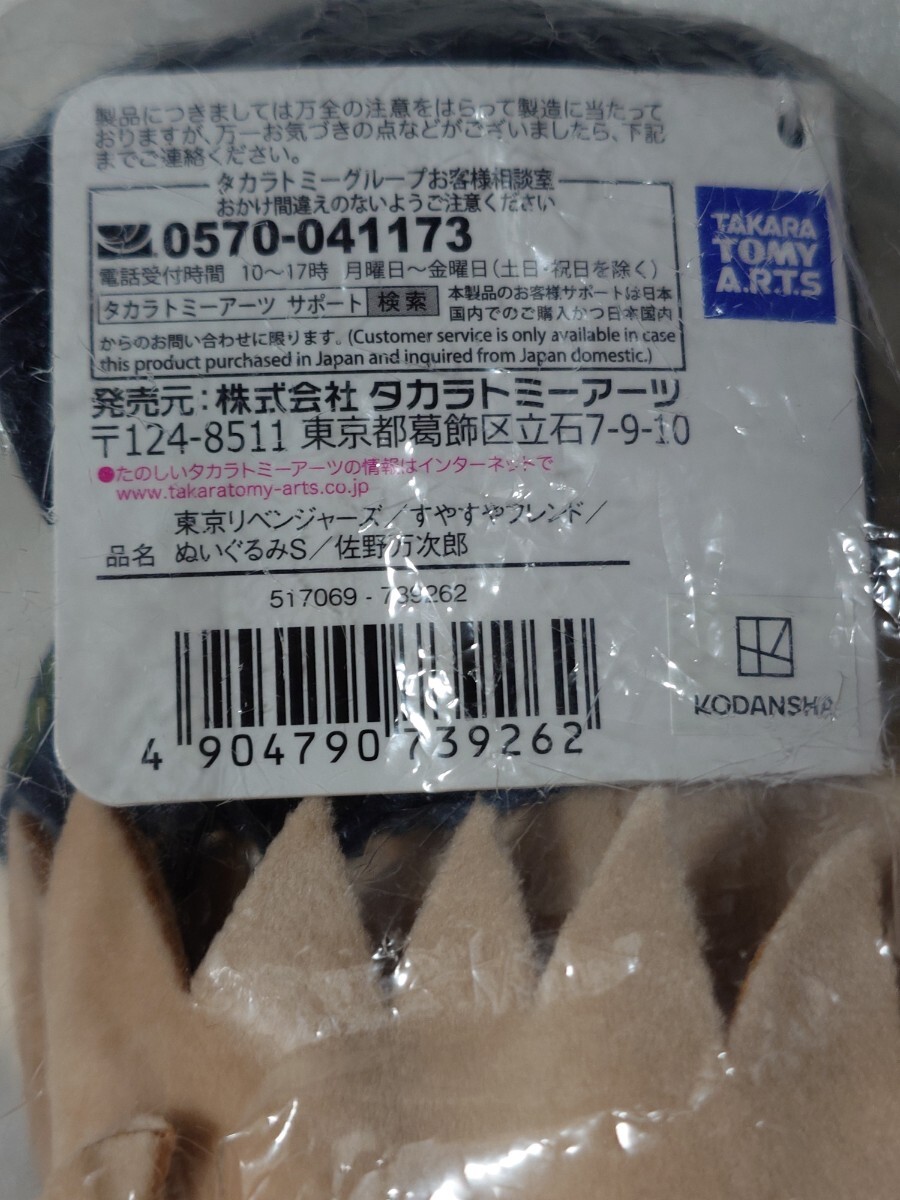 製品につきましては万全の注意をはらって製造に当たって
おりますが、万一お気づきの点などがございましたら、下記
までご連絡ください。
タカラトミーグループお客様相談室
おかけ間違えのないようご注意ください
0570-041173
電話受付時間 10〜17時 月曜日〜金曜日(土日・祝日を除く)
タカラトミーアーツ サポート 検索 本製品のお客様サポートは日本
国内でのご購入かつ日本国内
からのお問い合わせに限ります。(Customer service is only available in case
this product purchased in Japan and inquired from Japan domestic.)
発売元:株式会社 タカラトミーアーツ
〒124-8511 東京都葛飾区立石7-9-10
●たのしいタカラトミーアーツの情報はインターネットで
www.takaratomy-arts.co.jp
東京リベンジャーズ/すやすやフレンド/
品名 ぬいぐるみS/佐野万次郎
517069-739262
4 904790 739262
TAKARA
TOMY
A.R.T.S
KODANSHA